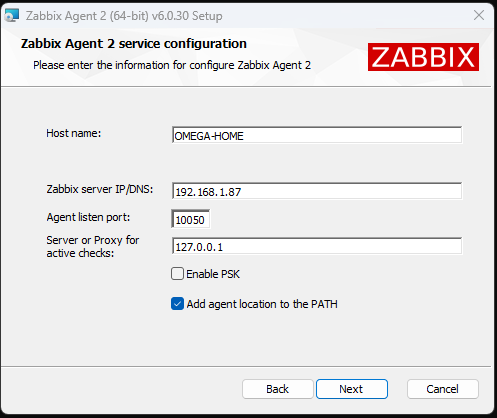 Zabbix Agent 2 (64-bit) v6.0.30 Setup
Zabbix Agent 2 service configuration
Please enter the information for configure Zabbix Agent 2
ZABBIX
Host name:
OMEGA-HOME
Zabbix server IP/DNS:
192.168.1.87
Agent listen port:
10050
Server or Proxy for
active checks:
127.0.0.1
Enable PSK
Add agent location to the PATH
Back
Next
Cancel